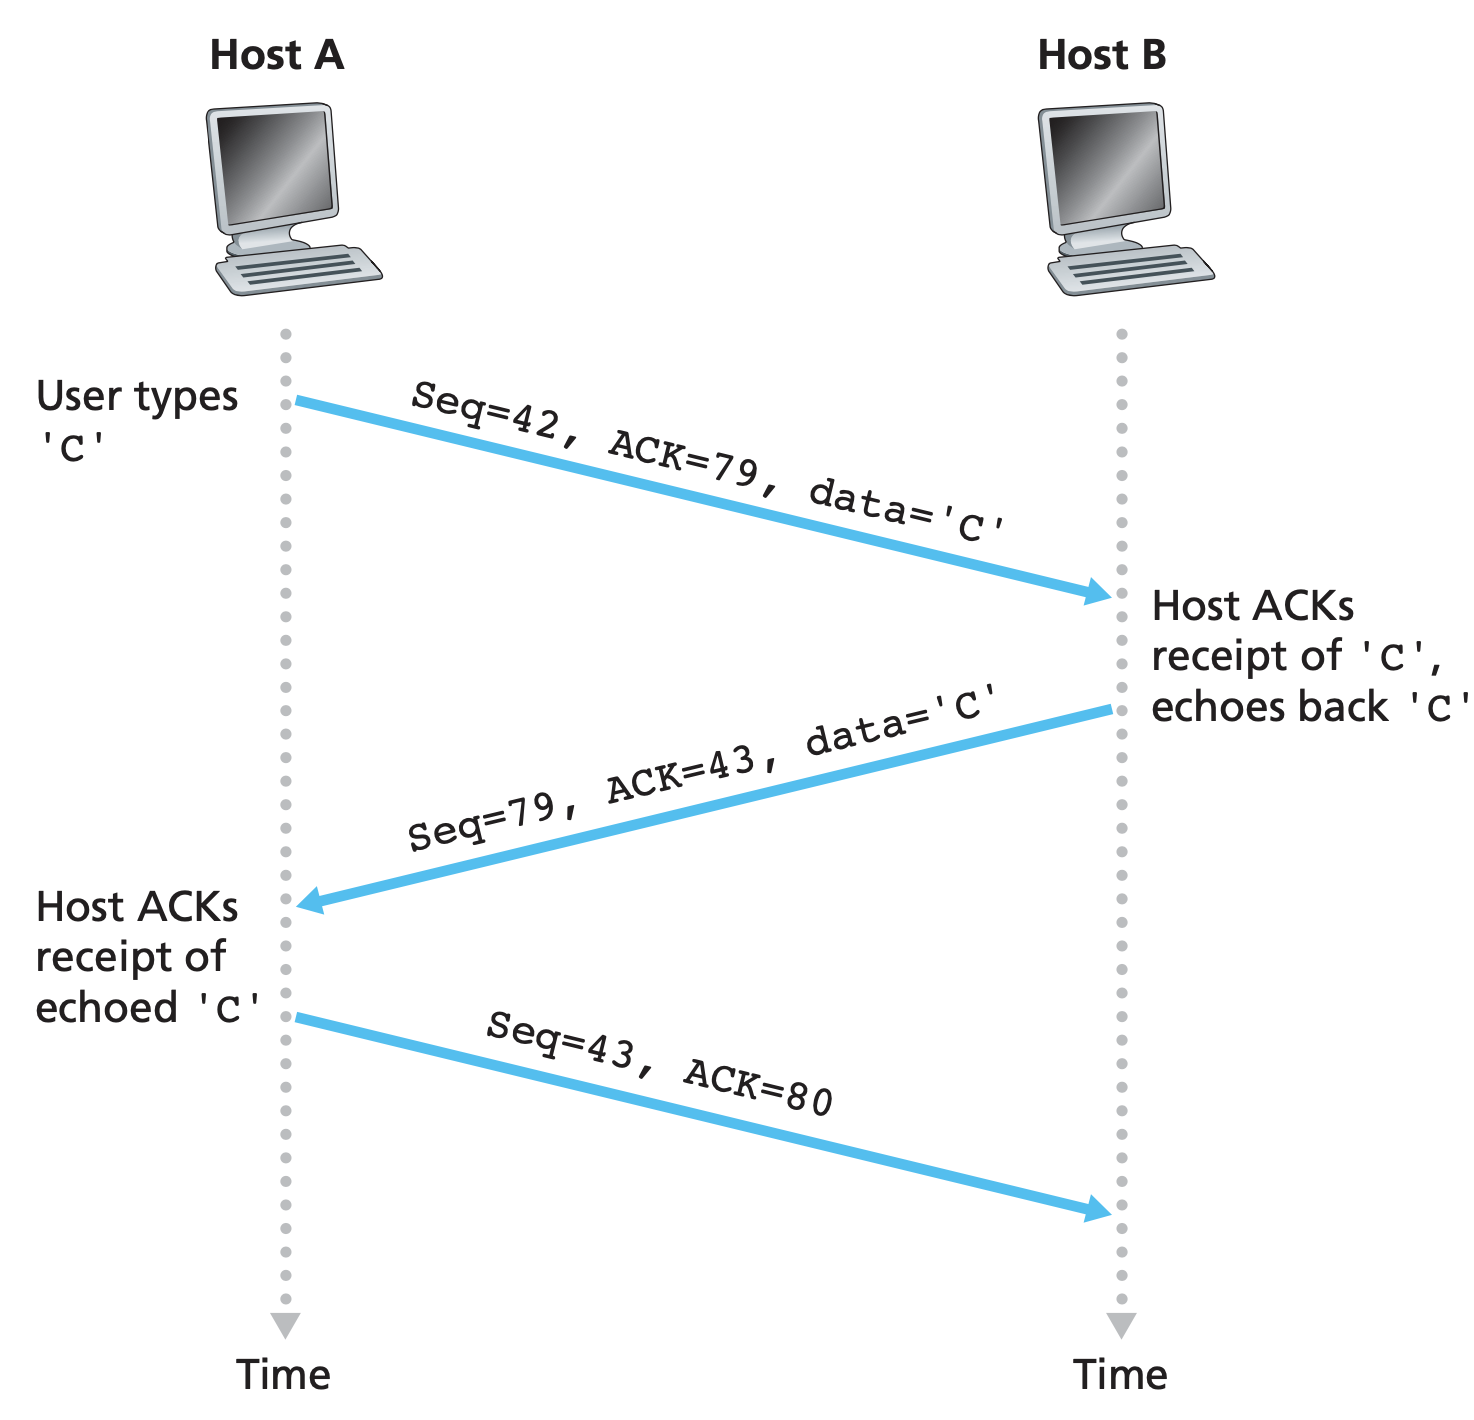 Host A
Host B
User types
'C'
Seq=42, ACK=79, data='C'
Host ACKs
receipt of 'C',
echoes back 'C'
Seq=79, ACK=43, data='C'
Host ACKs
receipt of
echoed 'C'
Seq=43, ACK=80
Time
Time